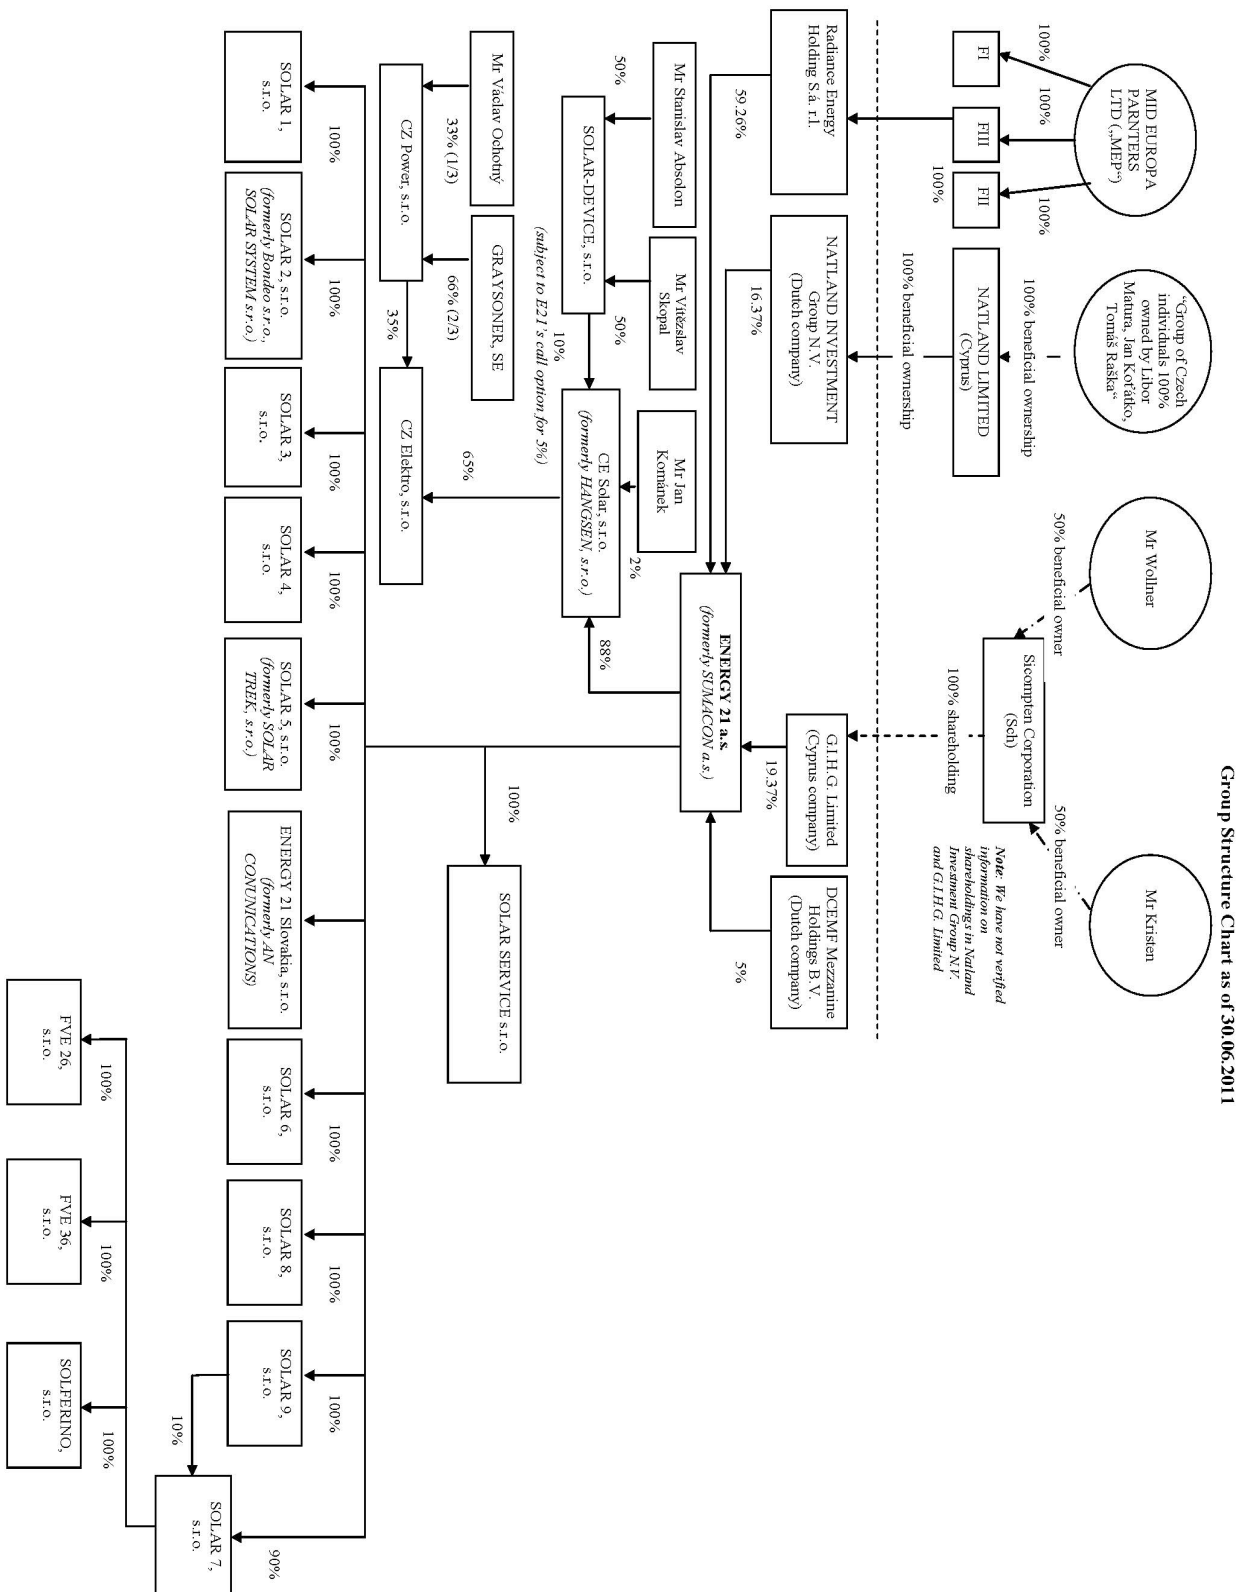 Group Structure Chart as of 30.06.2011
MID EUROPA
PARNTERS
LTD („MEP“)
"Group of Czech
individuals 100%
owned by Libor
Matura, Jan Koťátko,
Tomáš Raška“
Mr Wollner
Mr Kristen
100%
100%
100%
100% beneficial ownership
50% beneficial owner
50% beneficial owner
FI
FIII
FII
NATLAND LIMITED
(Cyprus)
Sicompten Corporation
(Sch)
Note: We have not verified
information on
shareholdings in Natland
Investment Group N.V.
and G.I.H.G. Limited
100%
100% beneficial ownership
100% shareholding
Radiance Energy
Holding S.á. r.l.
NATLAND INVESTMENT
Group N.V.
(Dutch company)
G.I.H.G. Limited
(Cyprus company)
DCEMF Mezzanine
Holdings B.V.
(Dutch company)
59.26%
16.37%
19.37%
5%
ENERGY 21 a.s.
(formerly SUMACON a.s.)
Mr Stanislav Absolon
Mr Vítězslav
Skopal
Mr Jan
Kománek
50%
50%
2%
88%
SOLAR-DEVICE, s.r.o.
10%
(subject to E21's call option for 5%)
CE Solar, s.r.o.
(formerly HANGSEN, s.r.o.)
100%
SOLAR SERVICE s.r.o.
Mr Václav Ochotný
GRAYSONER, SE
33% (1/3)
66% (2/3)
65%
CZ Power, s.r.o.
35%
CZ Elektro, s.r.o.
100%
100%
100%
100%
100%
100%
100%
100%
90%
SOLAR 1,
s.r.o.
SOLAR 2, s.r.o.
(formerly Bondeo s.r.o.,
SOLAR SYSTEM s.r.o.)
SOLAR 3,
s.r.o.
SOLAR 4,
s.r.o.
SOLAR 5, s.r.o.
(formerly SOLAR
TREK, s.r.o.)
ENERGY 21 Slovakia, s.r.o.
(formerly AN
CONUNICATIONS)
SOLAR 6,
s.r.o.
SOLAR 8,
s.r.o.
SOLAR 9,
s.r.o.
10%
SOLAR 7,
s.r.o.
100%
100%
100%
FVE 26,
s.r.o.
FVE 36,
s.r.o.
SOLFERINO,
s.r.o.